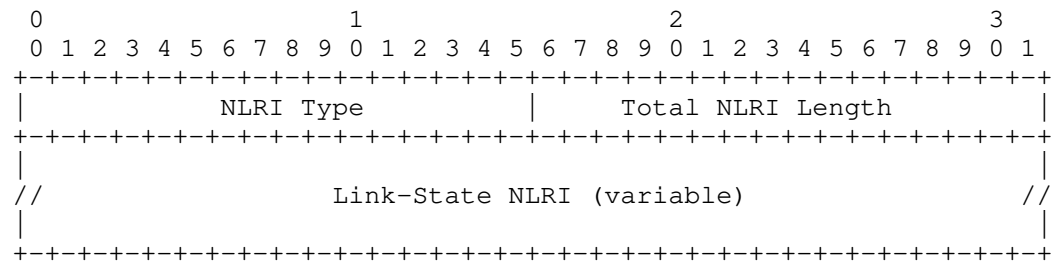 0                   1                   2                   3
 0 1 2 3 4 5 6 7 8 9 0 1 2 3 4 5 6 7 8 9 0 1 2 3 4 5 6 7 8 9 0 1
+-+-+-+-+-+-+-+-+-+-+-+-+-+-+-+-+-+-+-+-+-+-+-+-+-+-+-+-+-+-+-+-+
|            NLRI Type          |     Total NLRI Length         |
+-+-+-+-+-+-+-+-+-+-+-+-+-+-+-+-+-+-+-+-+-+-+-+-+-+-+-+-+-+-+-+-+
|                                                               |
//                  Link-State NLRI (variable)                 //
|                                                               |
+-+-+-+-+-+-+-+-+-+-+-+-+-+-+-+-+-+-+-+-+-+-+-+-+-+-+-+-+-+-+-+-+